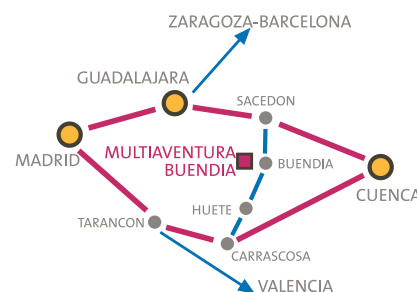 ZARAGOZA-BARCELONA
GUADALAJARA
SACEDON
MADRID
MULTIAVENTURA
BUENDIA
BUENDIA
CUENCA
HUETE
TARANCON
CARRASCOSA
VALENCIA